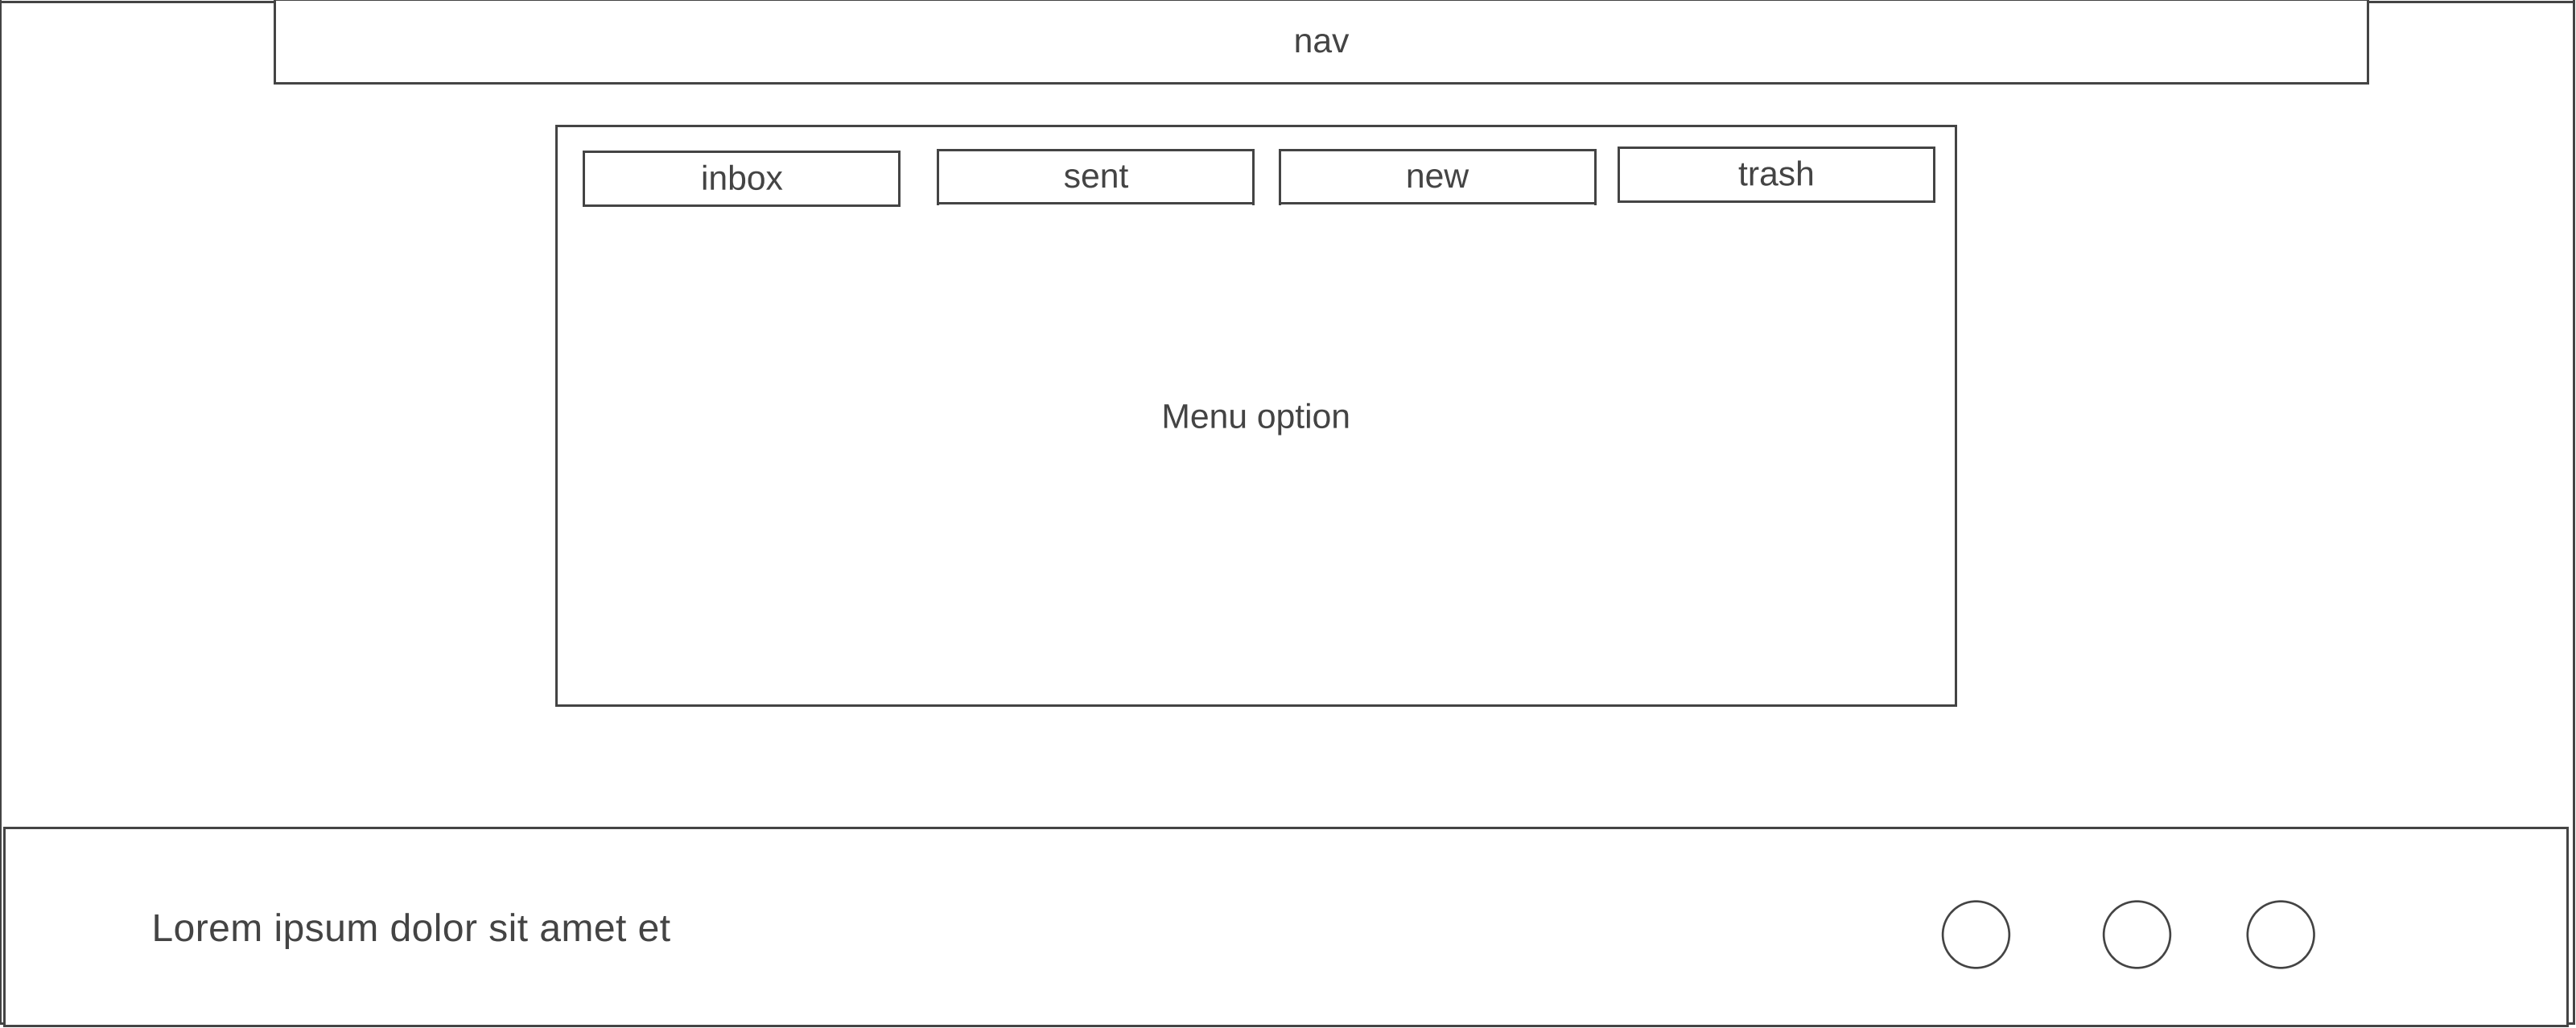 nav
inbox
sent
new
trash
Menu option
Lorem ipsum dolor sit amet et